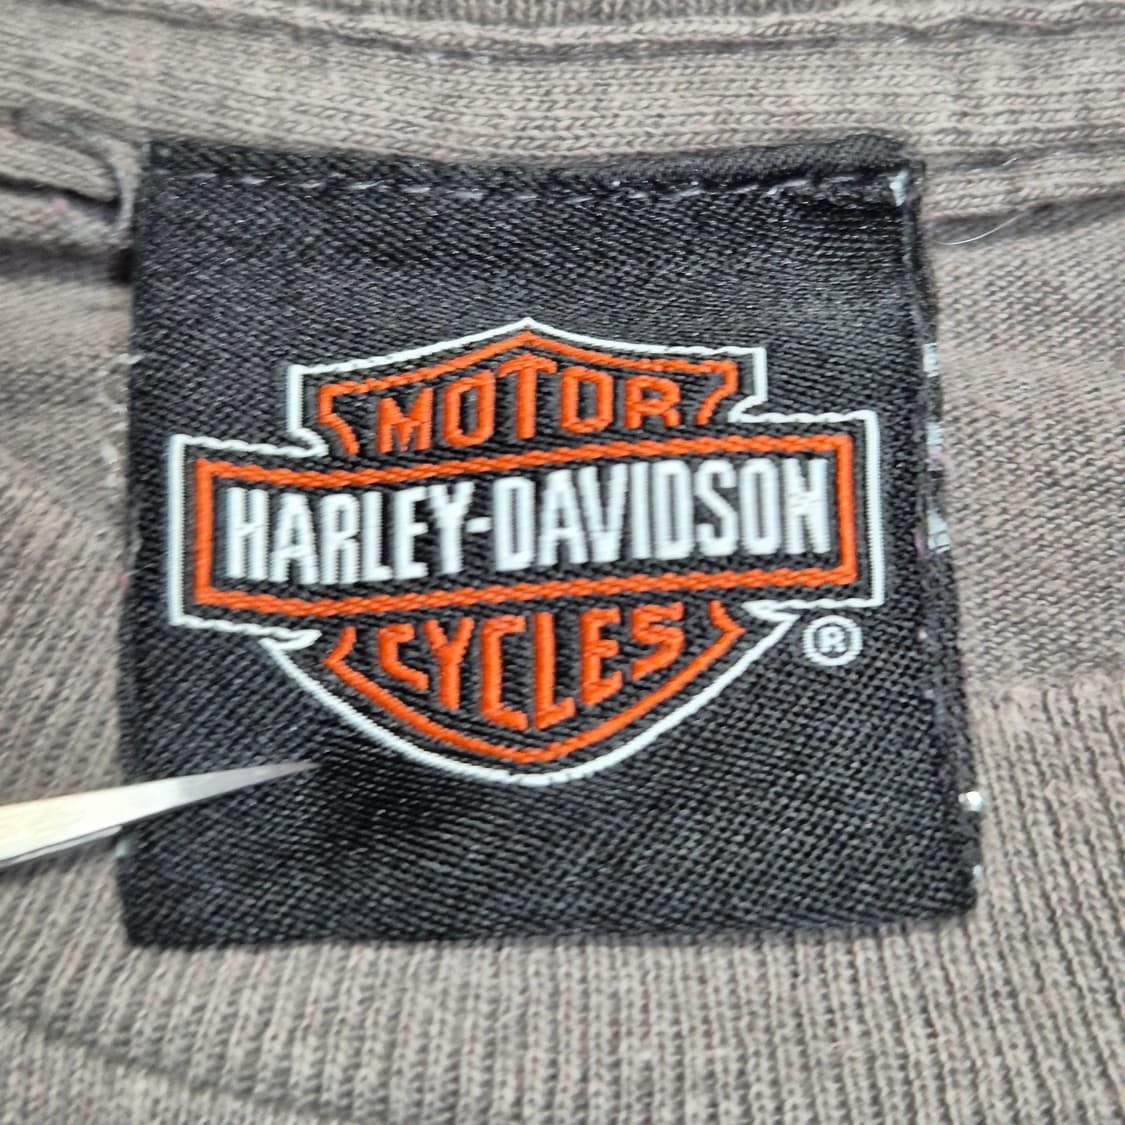 MOTOR
HARLEY-DAVIDSON
CYCLES
®